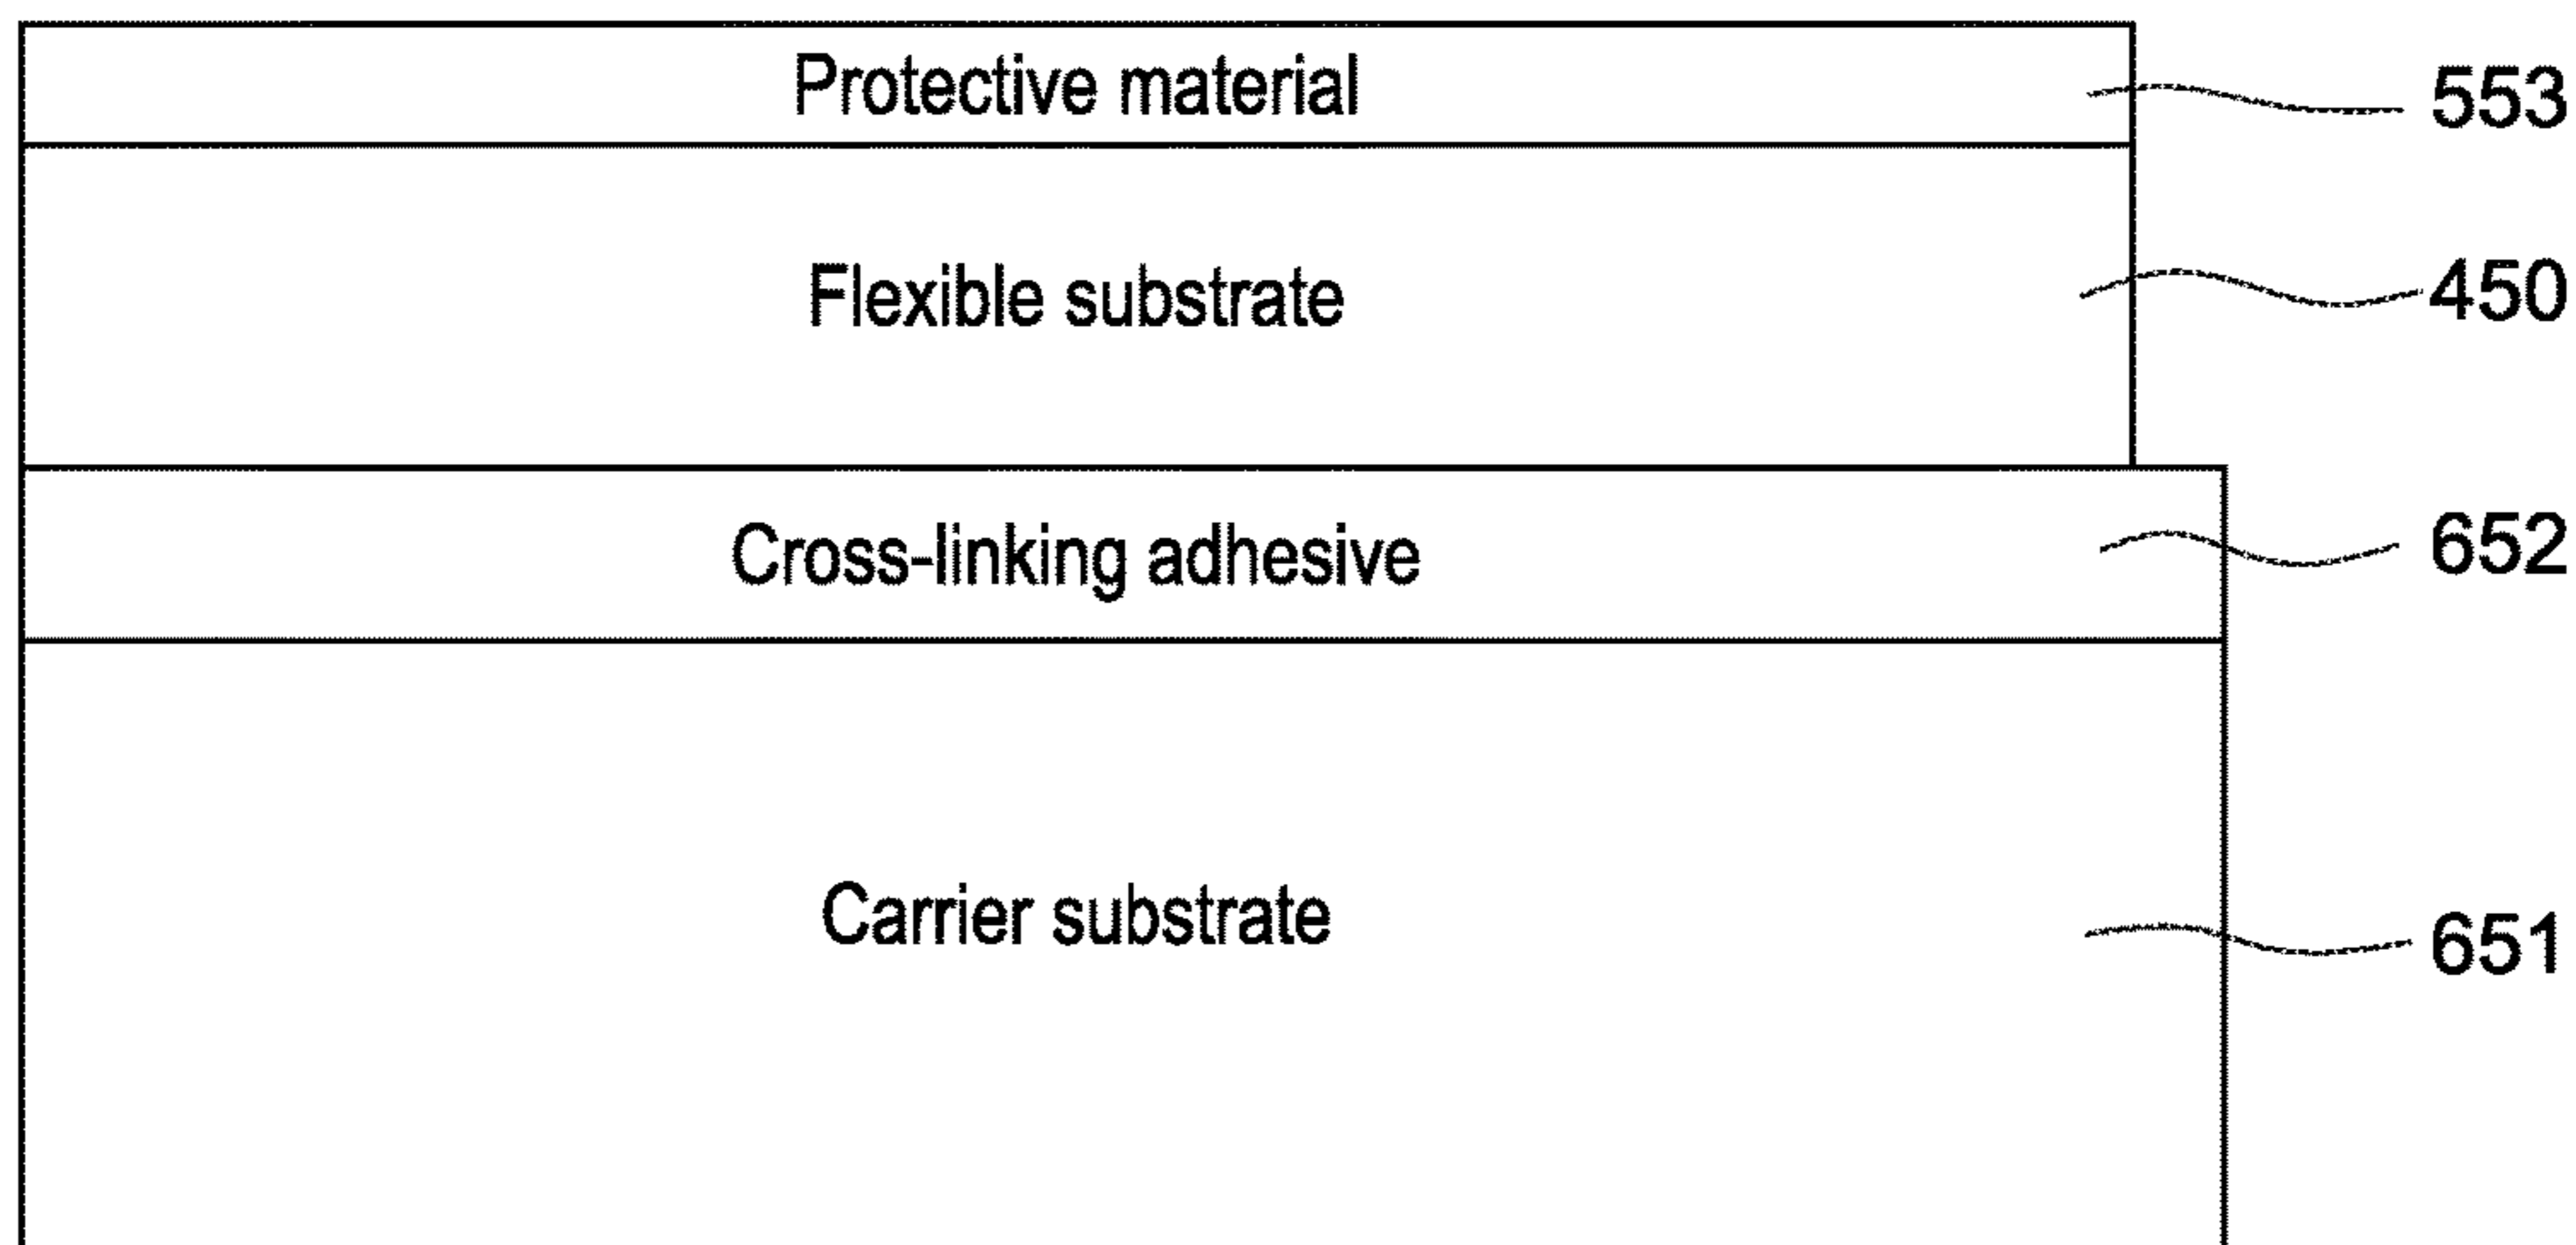 Protective material 553
Flexible substrate 450
Cross-linking adhesive 652
Carrier substrate 651